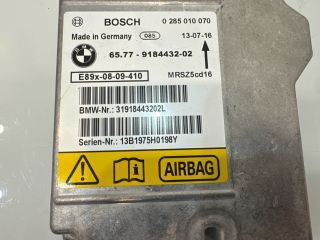 BOSCH 0 285 010 070
Made in Germany 085 13-07-16
BMW 65.77 - 9184432-02
E89x-08-09-410 MRSZ5cd16
BMW-Nr.: 31918443202L
Serien-Nr.: 13B1975H0198Y
AIRBAG